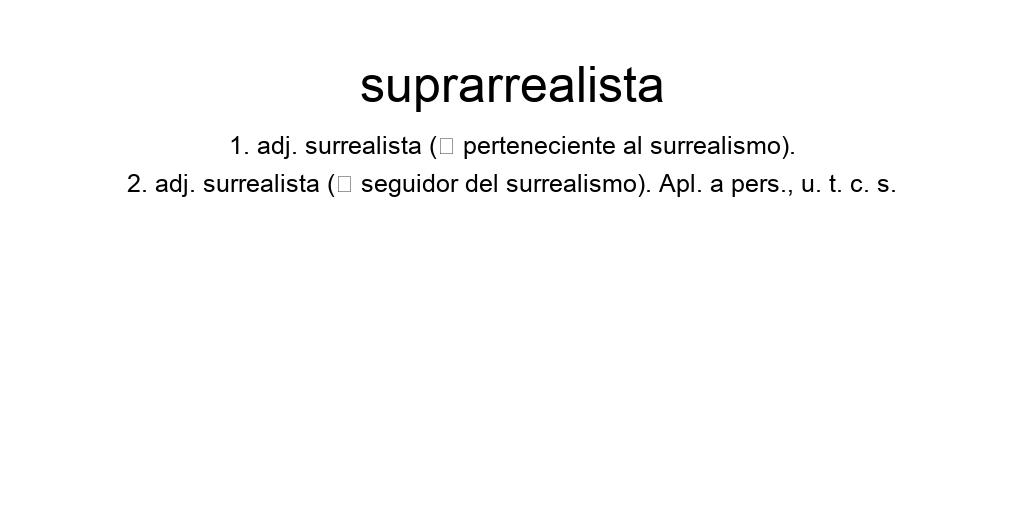 suprarrealista
1. adj. surrealista (□ perteneciente al surrealismo).
2. adj. surrealista (□ seguidor del surrealismo). Apl. a pers., u. t. c. s.